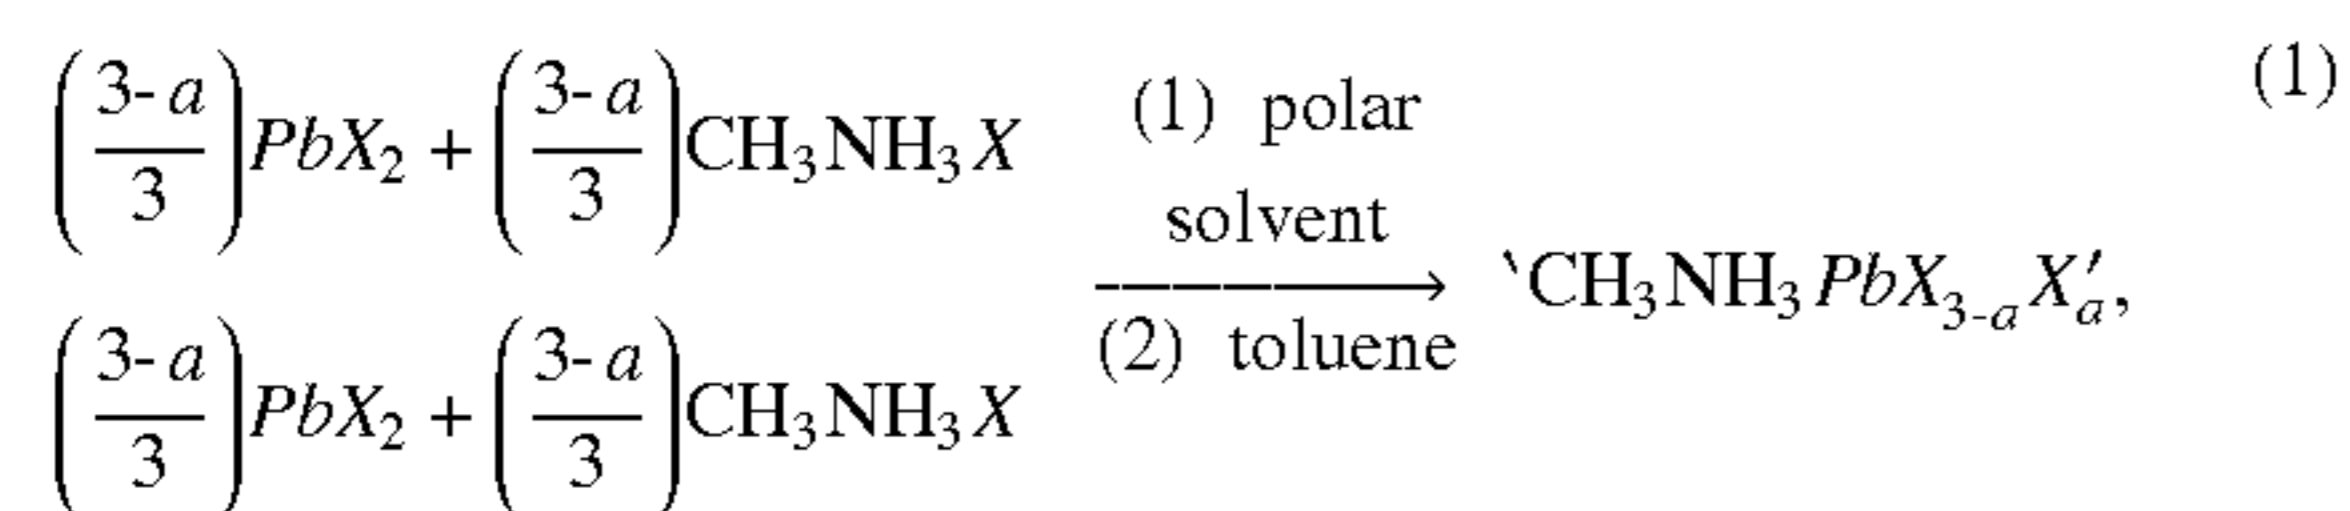 (3-a/3)PbX₂ + (3-a/3)CH₃NH₃X (1) polar (1)
solvent
⟶ ‵CH₃NH₃PbX₃₋ₐX′ₐ,
(3-a/3)PbX₂ + (3-a/3)CH₃NH₃X (2) toluene